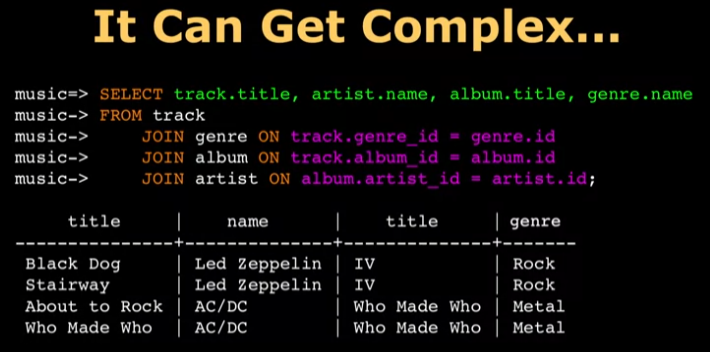 It Can Get Complex...
music=> SELECT track.title, artist.name, album.title, genre.name
music-> FROM track
music->     JOIN genre ON track.genre_id = genre.id
music->     JOIN album ON track.album_id = album.id
music->     JOIN artist ON album.artist_id = artist.id;
     title     |     name     |     title    | genre
---------------+--------------+--------------+-------
 Black Dog     | Led Zeppelin | IV           | Rock
 Stairway      | Led Zeppelin | IV           | Rock
 About to Rock | AC/DC        | Who Made Who | Metal
 Who Made Who  | AC/DC        | Who Made Who | Metal